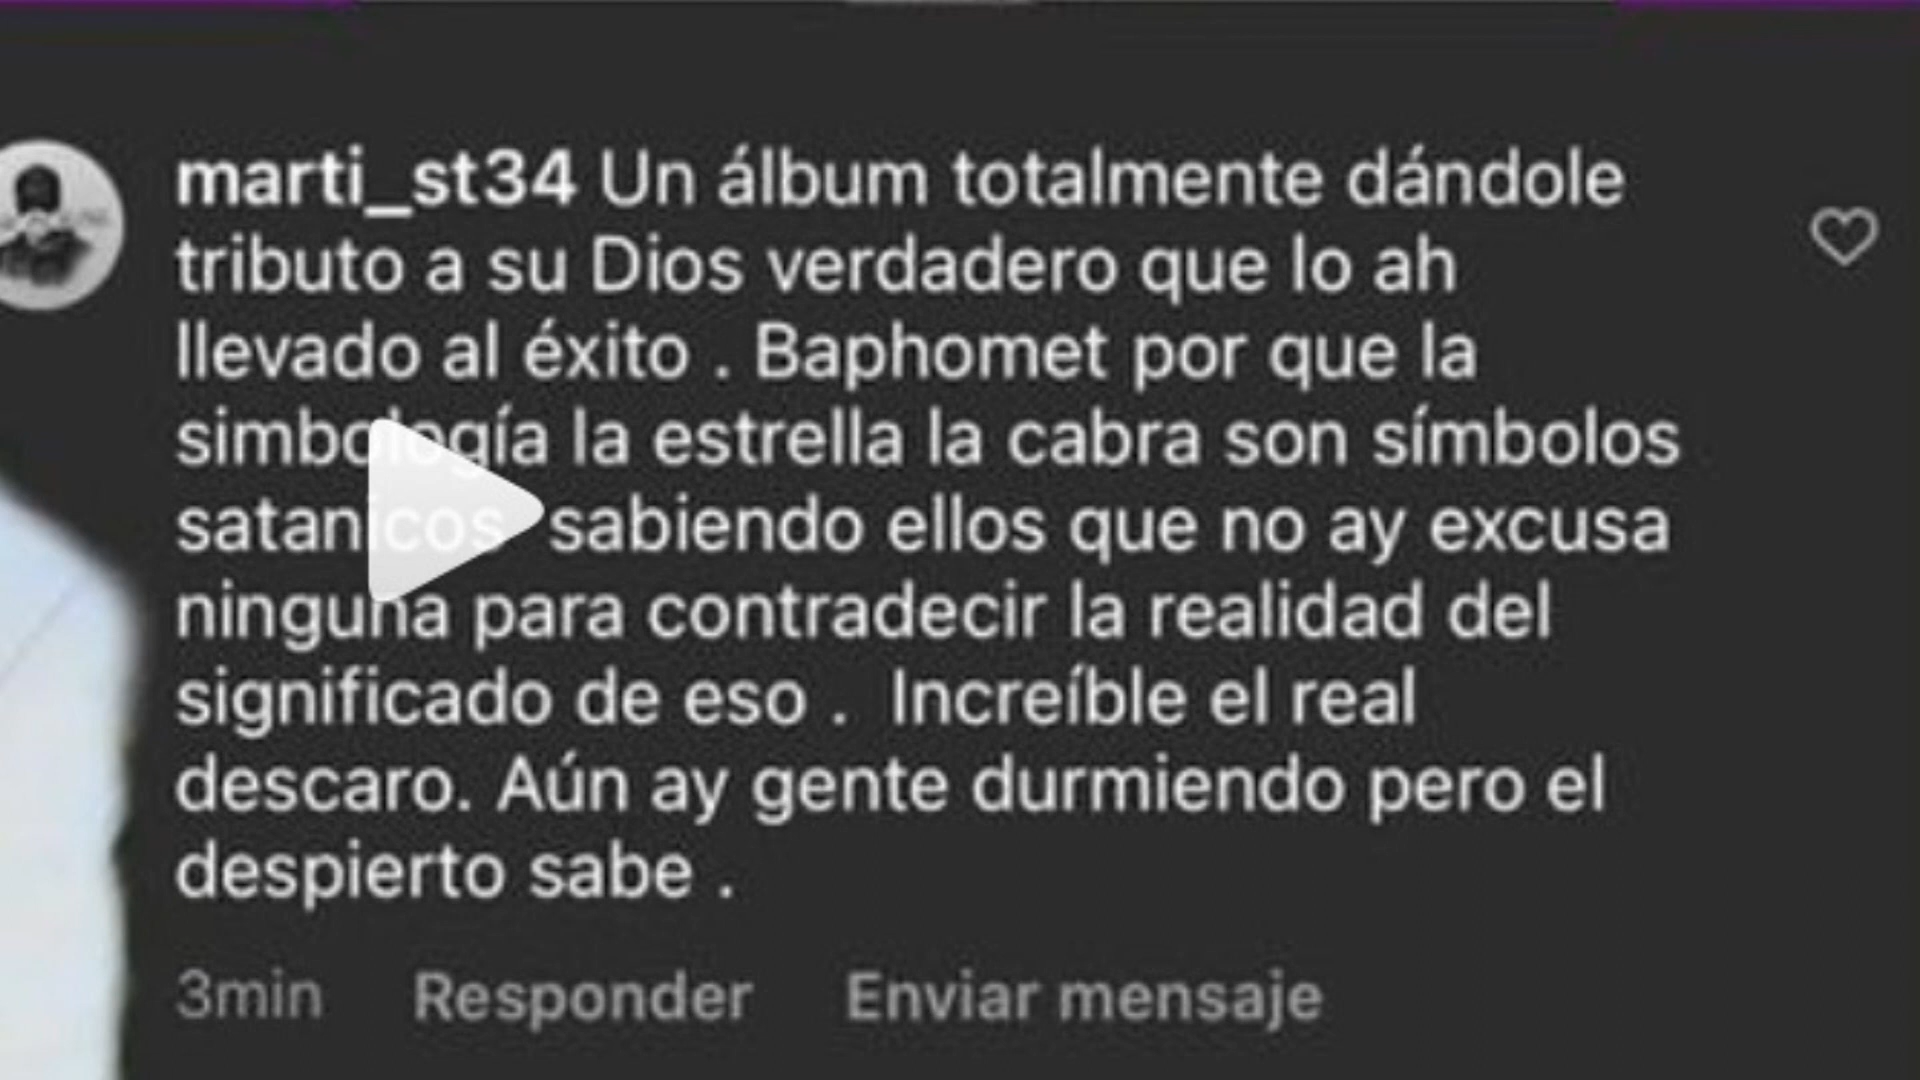 marti_st34 Un álbum totalmente dándole
tributo a su Dios verdadero que lo ah
llevado al éxito . Baphomet por que la
simbología la estrella la cabra son símbolos
satanicos sabiendo ellos que no ay excusa
ninguna para contradecir la realidad del
significado de eso . Increíble el real
descaro. Aún ay gente durmiendo pero el
despierto sabe .
3min Responder Enviar mensaje